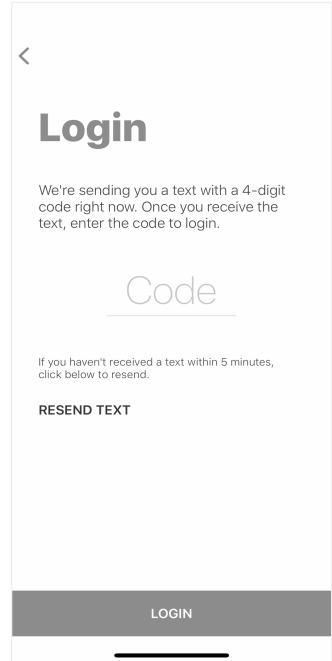 Login
We're sending you a text with a 4-digit
code right now. Once you receive the
text, enter the code to login.
Code
If you haven't received a text within 5 minutes,
click below to resend.
RESEND TEXT
LOGIN